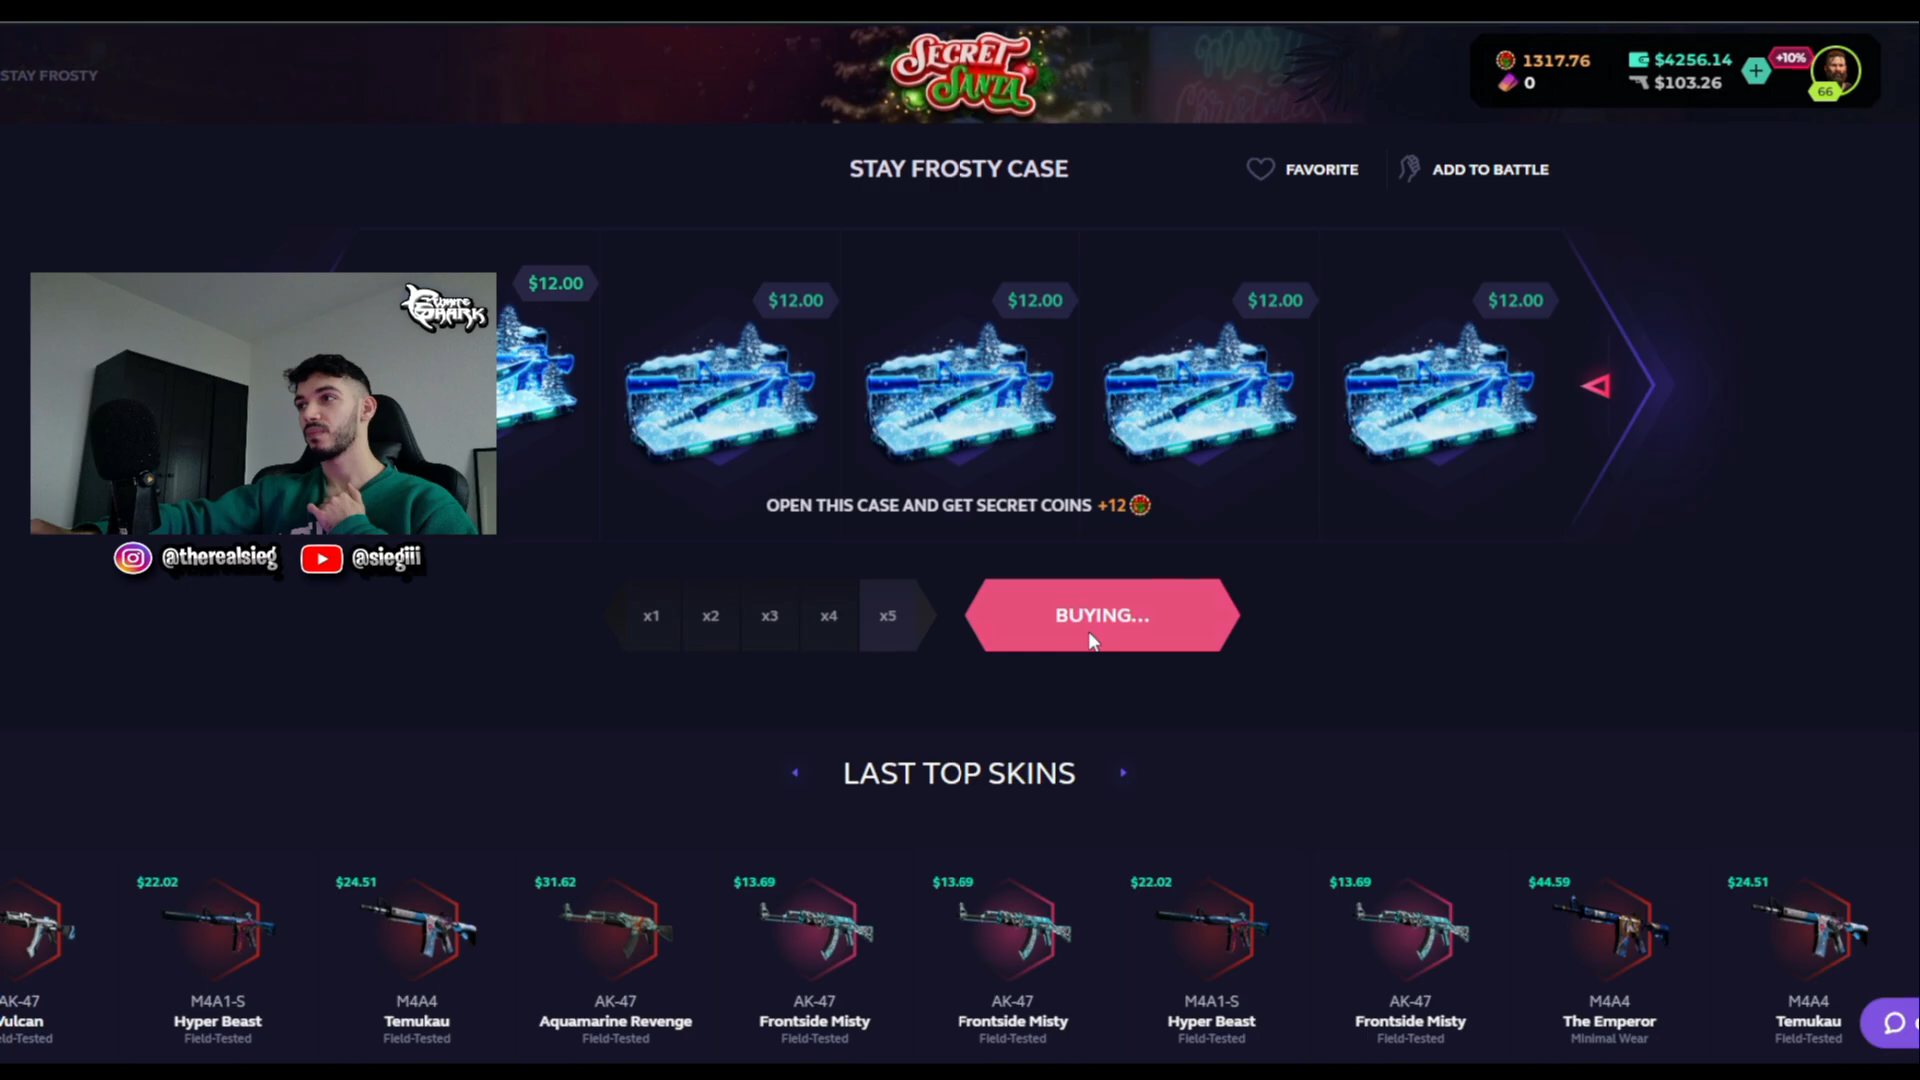 STAY FROSTY
SECRET
SANTA
Merry
Christmas
1317.76
0
$4256.14
$103.26
+10%
66
STAY FROSTY CASE
FAVORITE
ADD TO BATTLE
$12.00
$12.00
$12.00
$12.00
$12.00
SHARK
OPEN THIS CASE AND GET SECRET COINS +12
@therealsieg
@siegiii
x1
x2
x3
x4
x5
BUYING...
LAST TOP SKINS
$22.02
$24.51
$31.62
$13.69
$13.69
$22.02
$13.69
$44.59
$24.51
AK-47
Vulcan
ld-Tested
M4A1-S
Hyper Beast
Field-Tested
M4A4
Temukau
Field-Tested
AK-47
Aquamarine Revenge
Field-Tested
AK-47
Frontside Misty
Field-Tested
AK-47
Frontside Misty
Field-Tested
M4A1-S
Hyper Beast
Field-Tested
AK-47
Frontside Misty
Field-Tested
M4A4
The Emperor
Minimal Wear
M4A4
Temukau
Field-Tested